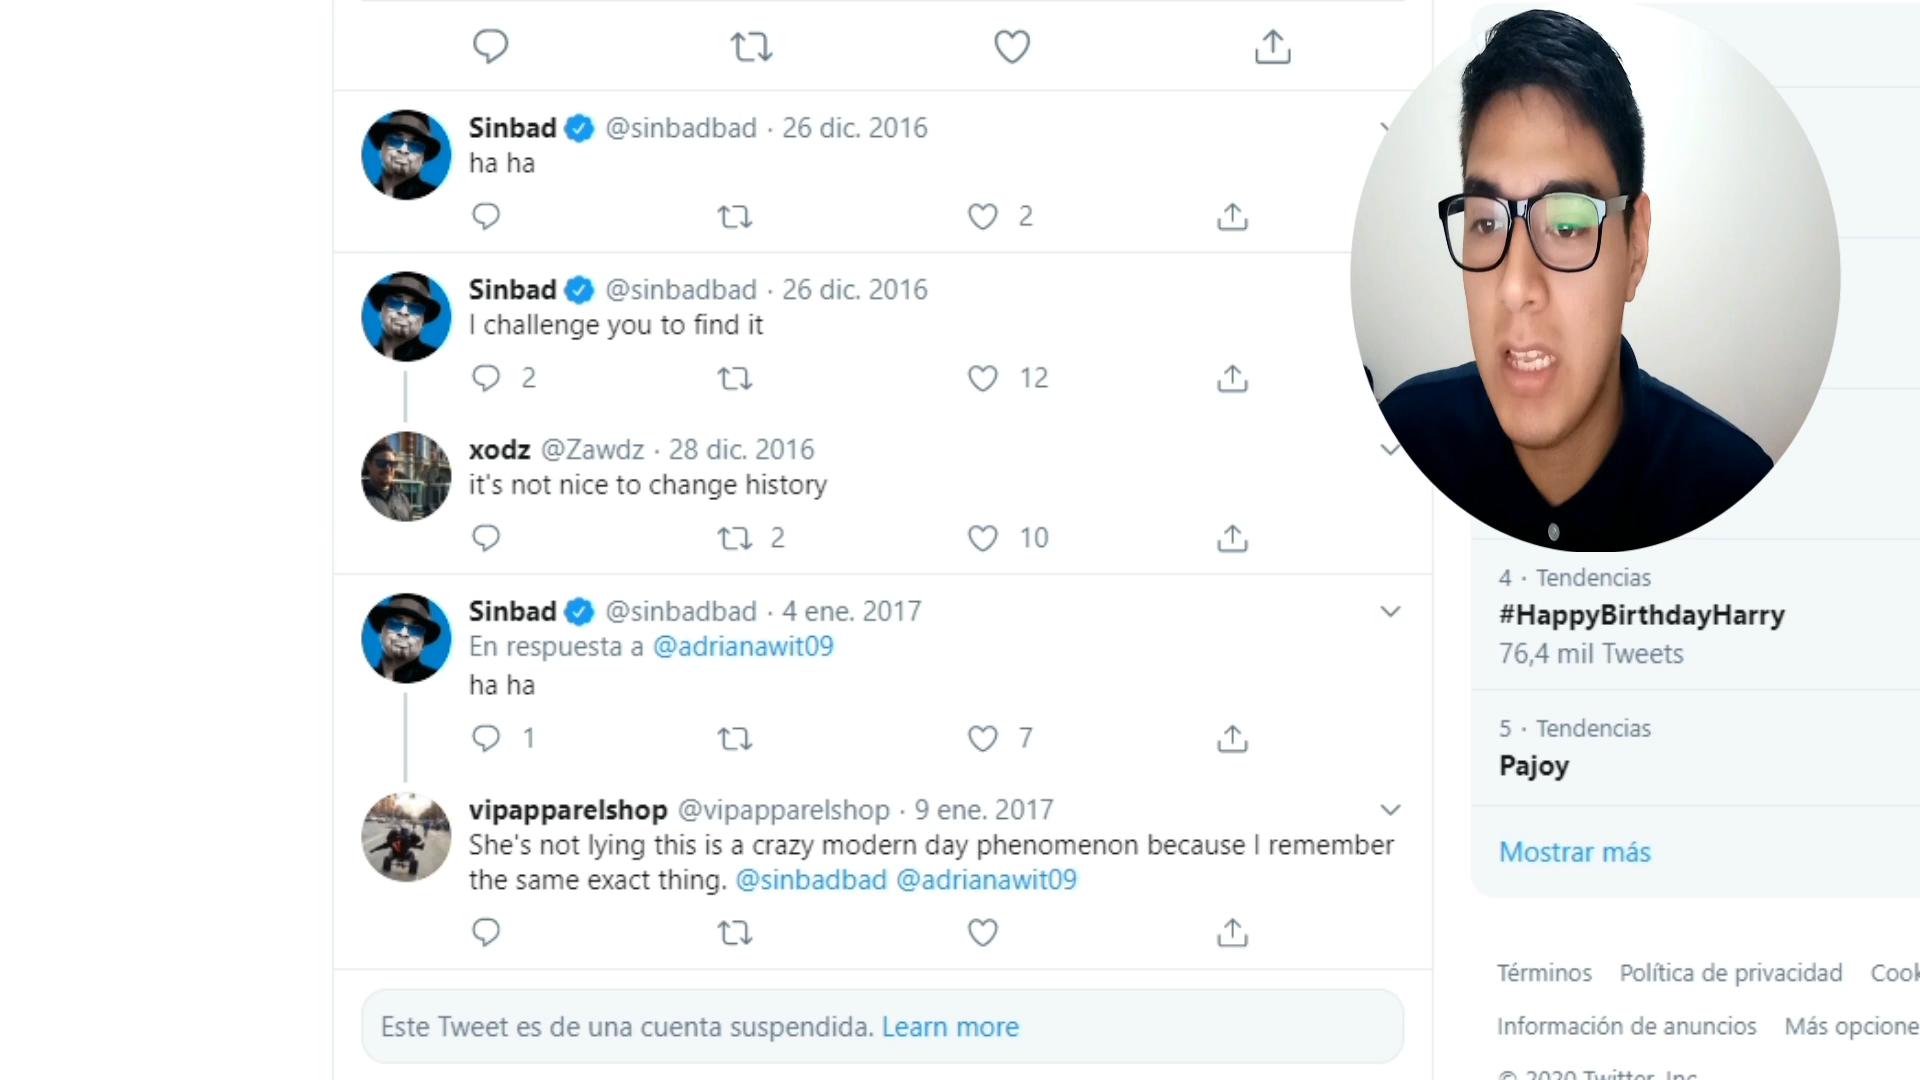 Sinbad @sinbadbad · 26 dic. 2016
ha ha
2
Sinbad @sinbadbad · 26 dic. 2016
I challenge you to find it
2 12
xodz @Zawdz · 28 dic. 2016
it's not nice to change history
2 10
Sinbad @sinbadbad · 4 ene. 2017
En respuesta a @adrianawit09
ha ha
1 7
vipapparelshop @vipapparelshop · 9 ene. 2017
She's not lying this is a crazy modern day phenomenon because I remember
the same exact thing. @sinbadbad @adrianawit09
Este Tweet es de una cuenta suspendida. Learn more
4 · Tendencias
#HappyBirthdayHarry
76,4 mil Tweets
5 · Tendencias
Pajoy
Mostrar más
Términos Política de privacidad
Información de anuncios Más
© 2020 Twitter, Inc.